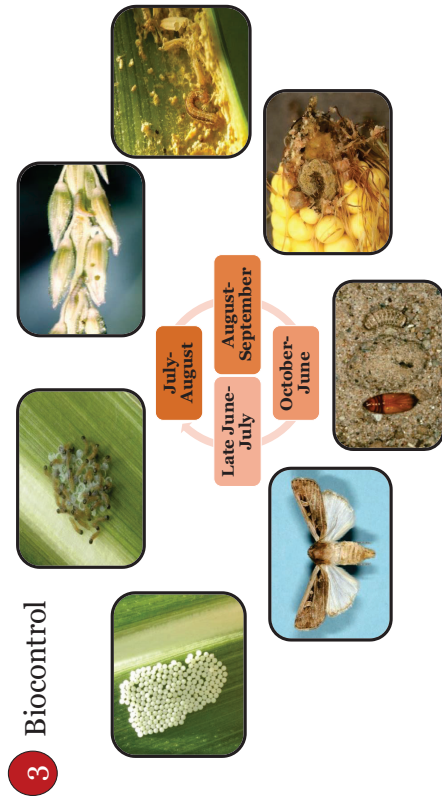 3 Biocontrol
July-
August
Late June-
July
August-
September
October-
June